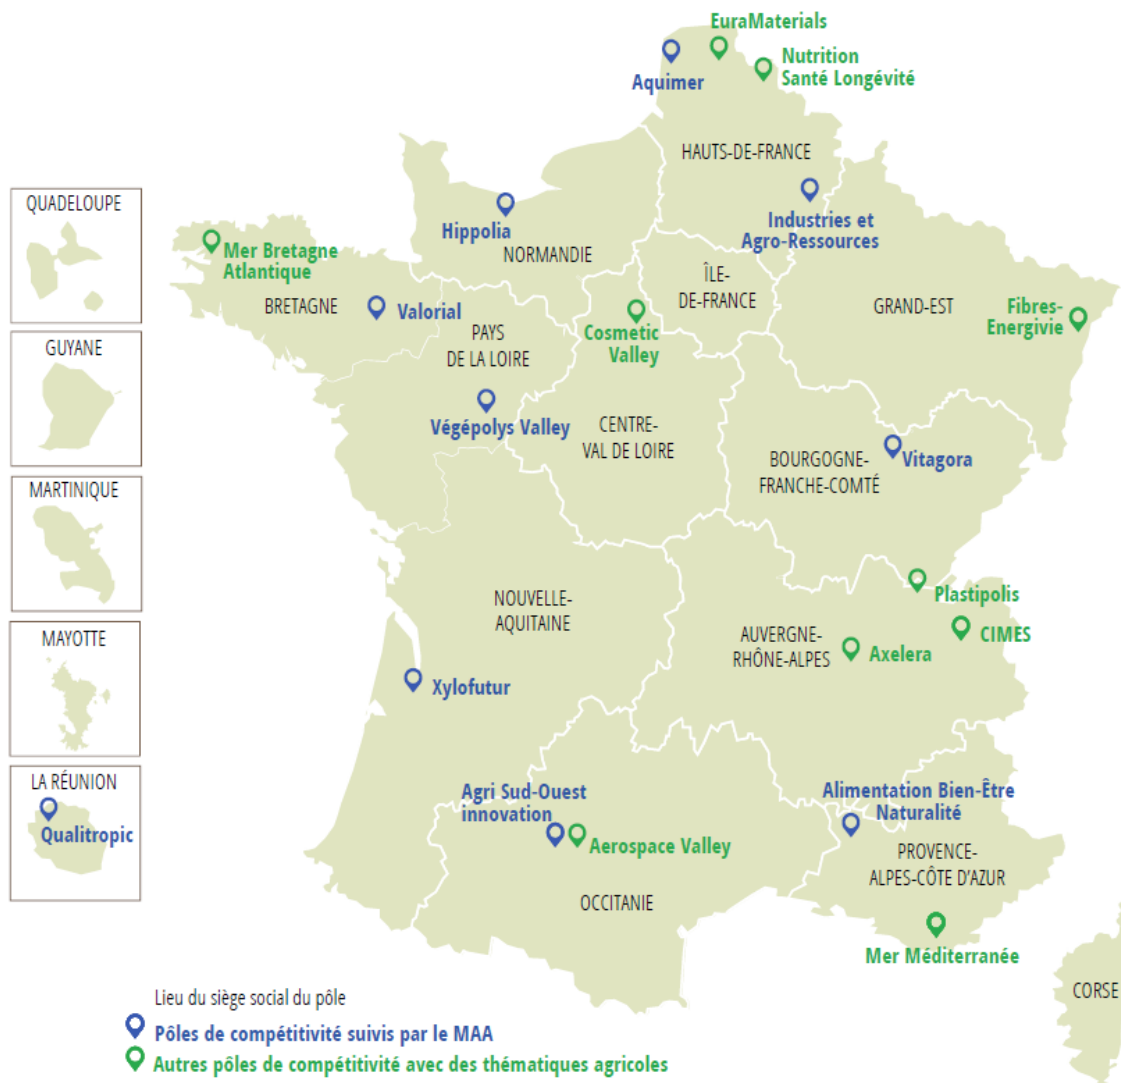 EuraMaterials
Nutrition
Santé Longévité
Aquimer
HAUTS-DE-FRANCE
QUADELOUPE
Hippolia
Industries et
Agro-Ressources
Mer Bretagne
Atlantique
NORMANDIE
ÎLE-
DE-FRANCE
BRETAGNE
Valorial
GRAND-EST
Fibres-
Energivie
PAYS
DE LA LOIRE
Cosmetic
Valley
GUYANE
Végépolys Valley
CENTRE-
VAL DE LOIRE
BOURGOGNE-
FRANCHE-COMTÉ
Vitagora
MARTINIQUE
NOUVELLE-
AQUITAINE
Plastipolis
CIMES
AUVERGNE-
RHÔNE-ALPES
Axelera
MAYOTTE
Xylofutur
LA RÉUNION
Qualitropic
Agri Sud-Ouest
innovation
Aerospace Valley
Alimentation Bien-Être
Naturalité
PROVENCE-
ALPES-CÔTE D'AZUR
OCCITANIE
Mer Méditerranée
CORSE
Lieu du siège social du pôle
Pôles de compétitivité suivis par le MAA
Autres pôles de compétitivité avec des thématiques agricoles